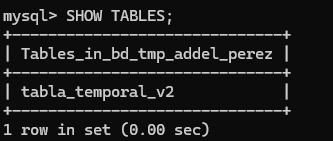 mysql> SHOW TABLES;
+-----------------------------+
| Tables_in_bd_tmp_addel_perez |
+-----------------------------+
| tabla_temporal_v2           |
+-----------------------------+
1 row in set (0.00 sec)